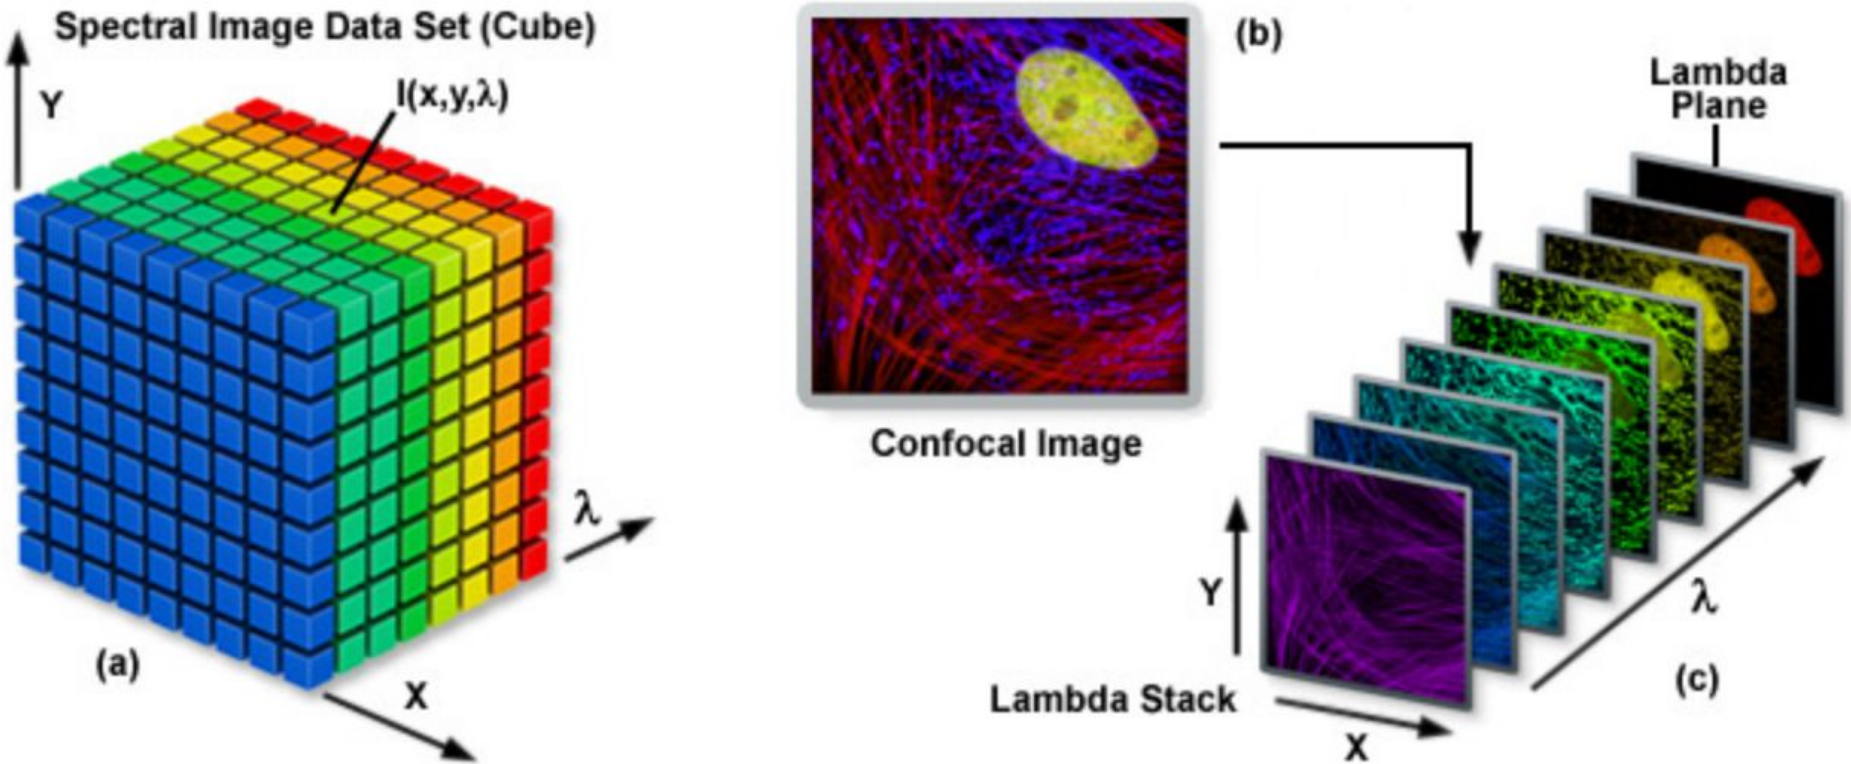 Spectral Image Data Set (Cube)
Y
I(x,y,λ)
λ
(a)
X
(b)
Confocal Image
Lambda
Plane
Y
λ
Lambda Stack
(c)
X